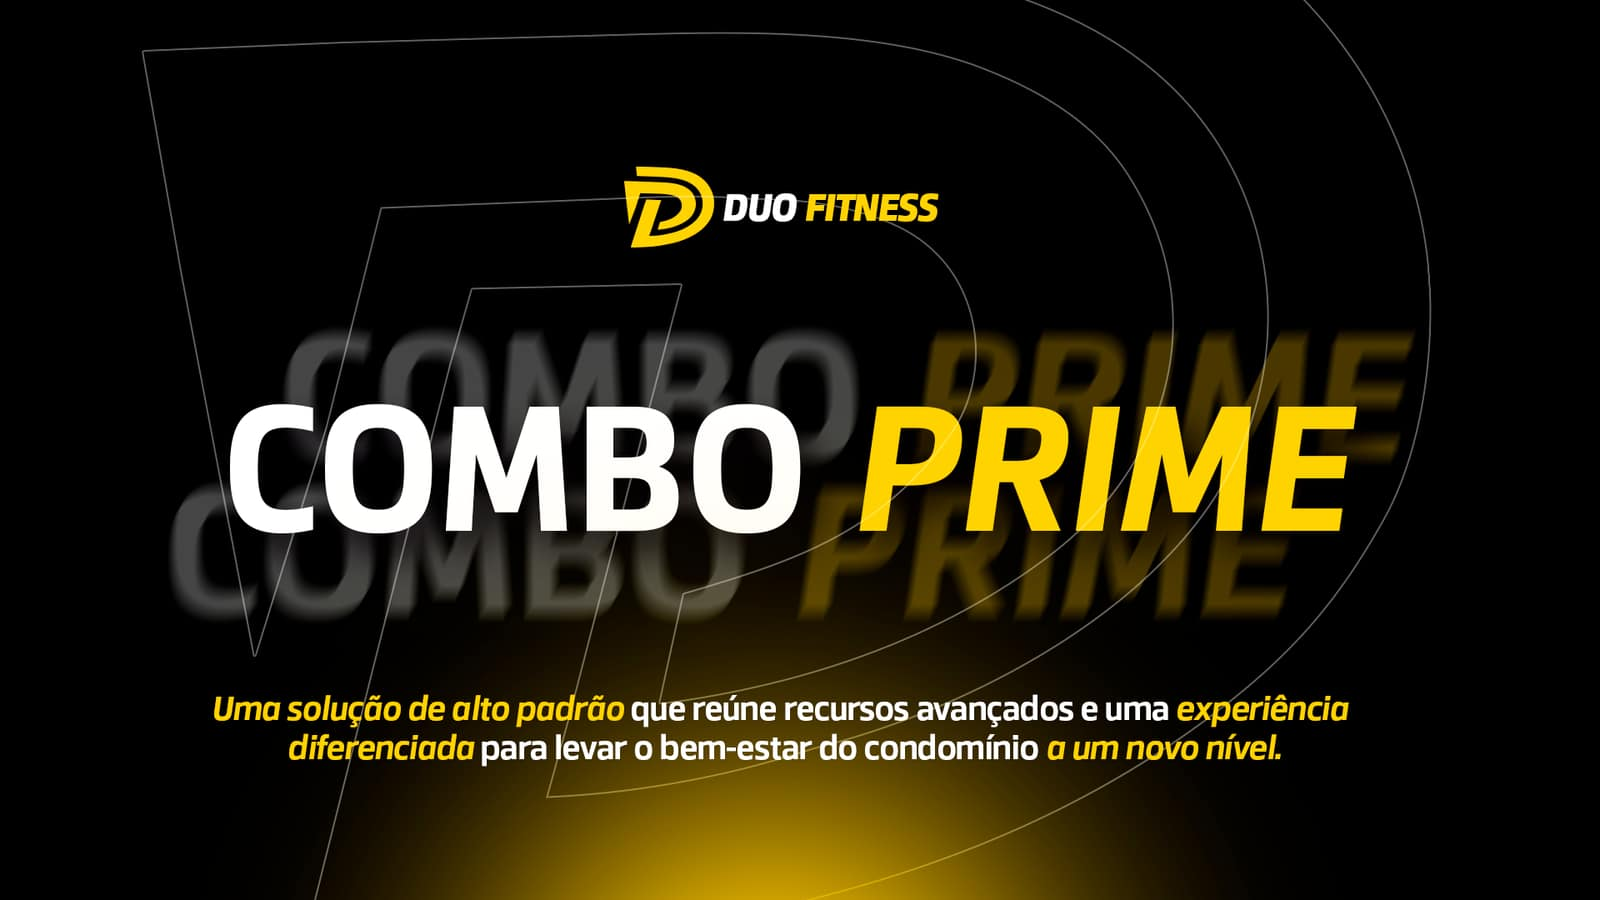 DUO FITNESS
COMBO PRIME
COMBO PRIME
COMBO PRIME
Uma solução de alto padrão que reúne recursos avançados e uma experiência
diferenciada para levar o bem-estar do condomínio a um novo nível.